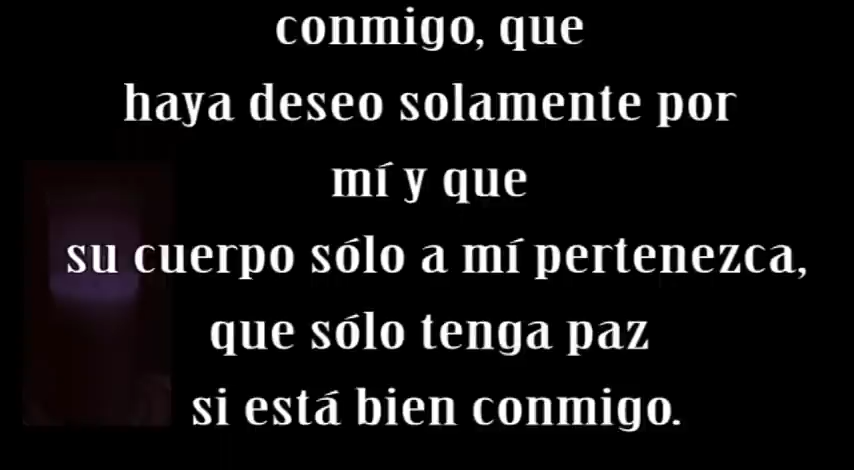 conmigo, que
haya deseo solamente por
mí y que
su cuerpo sólo a mí pertenezca,
que sólo tenga paz
si está bien conmigo.